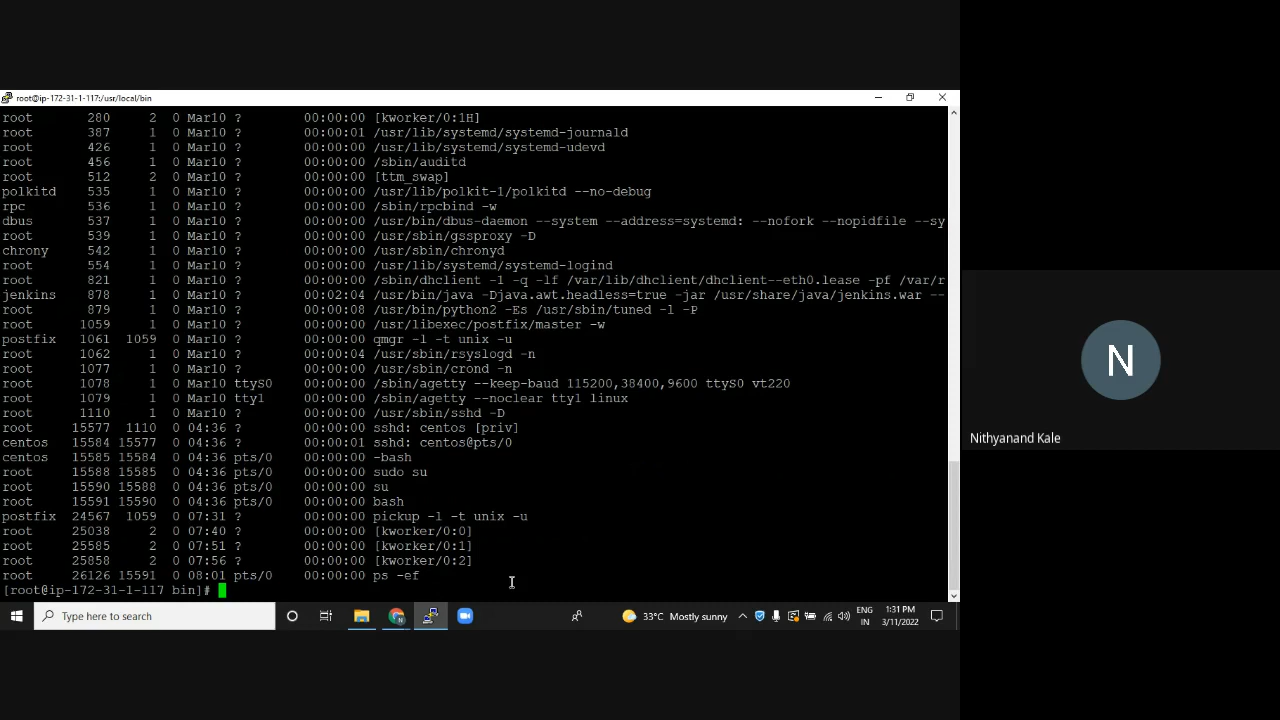 root@ip-172-31-1-117:/usr/local/bin
root 280 2 0 Mar10 ? 00:00:00 [kworker/0:1H]
root 387 1 0 Mar10 ? 00:00:01 /usr/lib/systemd/systemd-journald
root 426 1 0 Mar10 ? 00:00:00 /usr/lib/systemd/systemd-udevd
root 456 1 0 Mar10 ? 00:00:00 /sbin/auditd
root 512 2 0 Mar10 ? 00:00:00 [ttm_swap]
polkitd 535 1 0 Mar10 ? 00:00:00 /usr/lib/polkit-1/polkitd --no-debug
rpc 536 1 0 Mar10 ? 00:00:00 /sbin/rpcbind -w
dbus 537 1 0 Mar10 ? 00:00:00 /usr/bin/dbus-daemon --system --address=systemd: --nofork --nopidfile --sy
root 539 1 0 Mar10 ? 00:00:00 /usr/sbin/gssproxy -D
chrony 542 1 0 Mar10 ? 00:00:00 /usr/sbin/chronyd
root 554 1 0 Mar10 ? 00:00:00 /usr/lib/systemd/systemd-logind
root 821 1 0 Mar10 ? 00:00:00 /sbin/dhclient -1 -q -lf /var/lib/dhclient/dhclient--eth0.lease -pf /var/r
jenkins 878 1 0 Mar10 ? 00:02:04 /usr/bin/java -Djava.awt.headless=true -jar /usr/share/java/jenkins.war --
root 879 1 0 Mar10 ? 00:00:08 /usr/bin/python2 -Es /usr/sbin/tuned -l -P
root 1059 1 0 Mar10 ? 00:00:00 /usr/libexec/postfix/master -w
postfix 1061 1059 0 Mar10 ? 00:00:00 qmgr -l -t unix -u
root 1062 1 0 Mar10 ? 00:00:04 /usr/sbin/rsyslogd -n
root 1077 1 0 Mar10 ? 00:00:00 /usr/sbin/crond -n
root 1078 1 0 Mar10 ttyS0 00:00:00 /sbin/agetty --keep-baud 115200,38400,9600 ttyS0 vt220
root 1079 1 0 Mar10 tty1 00:00:00 /sbin/agetty --noclear tty1 linux
root 1110 1 0 Mar10 ? 00:00:00 /usr/sbin/sshd -D
root 15577 1110 0 04:36 ? 00:00:00 sshd: centos [priv]
centos 15584 15577 0 04:36 ? 00:00:01 sshd: centos@pts/0
centos 15585 15584 0 04:36 pts/0 00:00:00 -bash
root 15588 15585 0 04:36 pts/0 00:00:00 sudo su
root 15590 15588 0 04:36 pts/0 00:00:00 su
root 15591 15590 0 04:36 pts/0 00:00:00 bash
postfix 24567 1059 0 07:31 ? 00:00:00 pickup -l -t unix -u
root 25038 2 0 07:40 ? 00:00:00 [kworker/0:0]
root 25585 2 0 07:51 ? 00:00:00 [kworker/0:1]
root 25858 2 0 07:56 ? 00:00:00 [kworker/0:2]
root 26126 15591 0 08:01 pts/0 00:00:00 ps -ef
[root@ip-172-31-1-117 bin]#
N
Nithyanand Kale
Type here to search
33°C Mostly sunny
ENG
IN
1:31 PM
3/11/2022